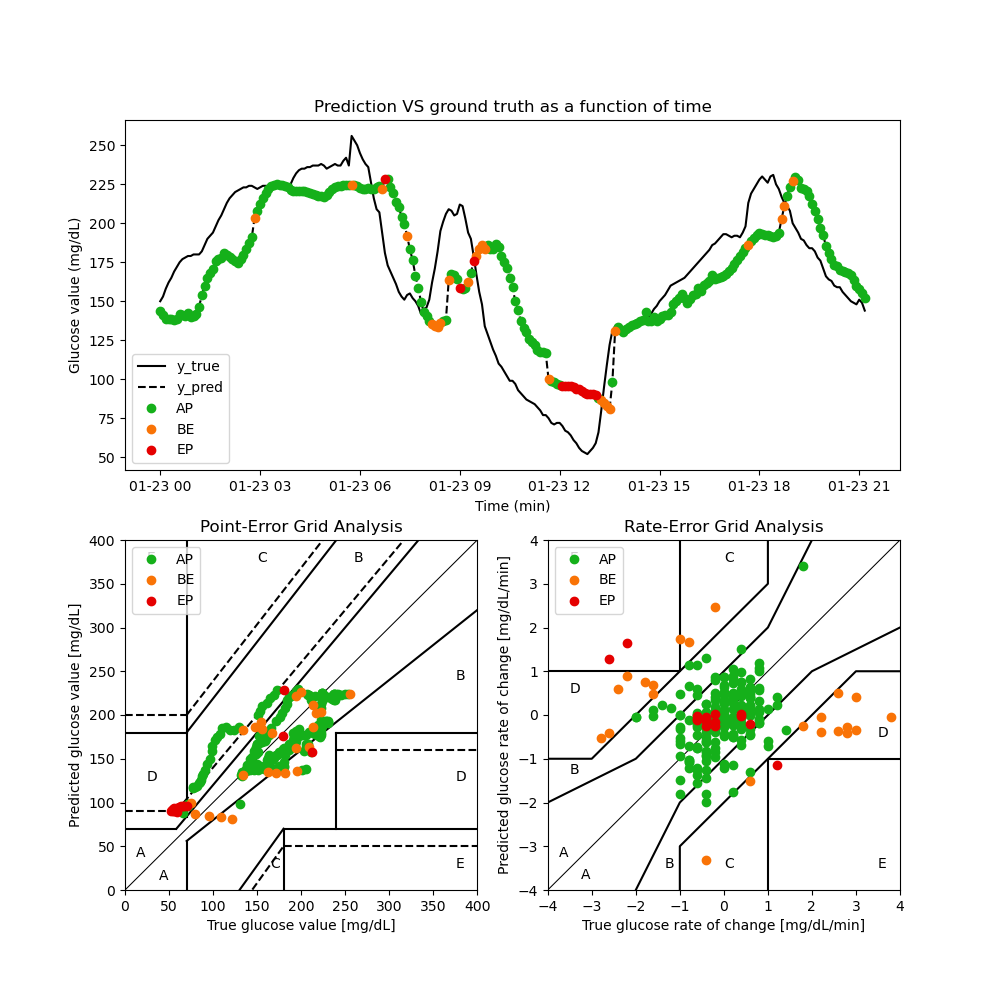 Prediction VS ground truth as a function of time
Glucose value (mg/dL)
250
225
200
175
150
125
100
75
50
y_true
y_pred
AP
BE
EP
01-23 00 01-23 03 01-23 06 01-23 09 01-23 12 01-23 15 01-23 18 01-23 21
Time (min)
Point-Error Grid Analysis
Predicted glucose value [mg/dL]
400
350
300
250
200
150
100
50
0
AP
BE
EP
C B
B
D D
A
A
C E
0 50 100 150 200 250 300 350 400
True glucose value [mg/dL]
Rate-Error Grid Analysis
Predicted glucose rate of change [mg/dL/min]
4
3
2
1
0
−1
−2
−3
−4
AP
BE
EP
C
D
D
B
A
A
B C E
−4 −3 −2 −1 0 1 2 3 4
True glucose rate of change [mg/dL/min]